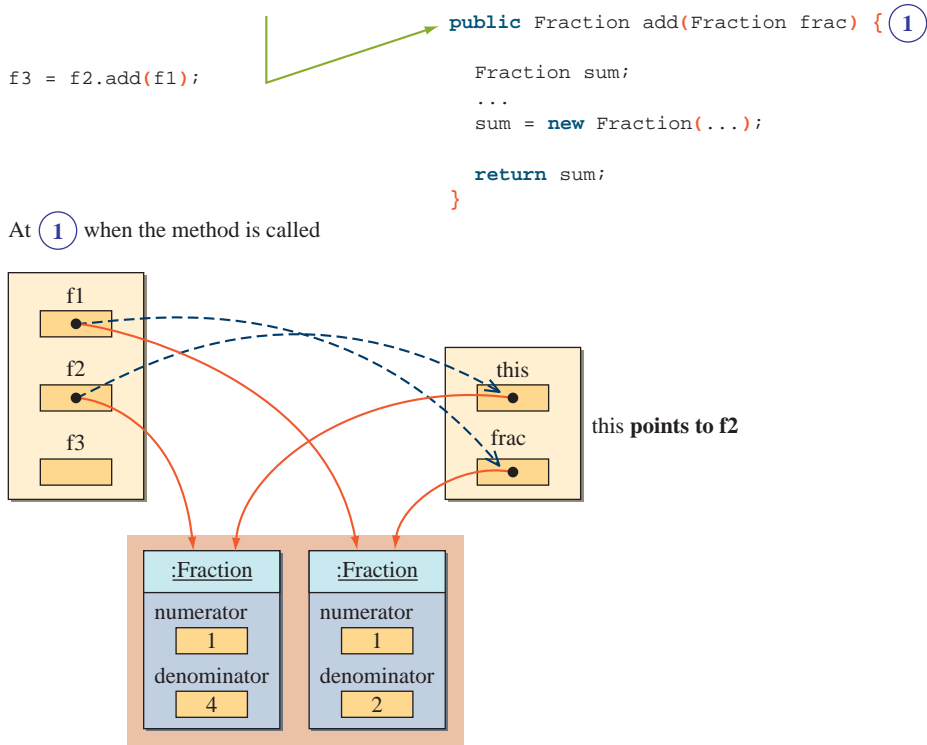 public Fraction add(Fraction frac) { 1
f3 = f2.add(f1);
Fraction sum;
...
sum = new Fraction(...);
return sum;
}
At 1 when the method is called
f1
f2
f3
this
frac
this points to f2
:Fraction
numerator
1
denominator
4
:Fraction
numerator
1
denominator
2